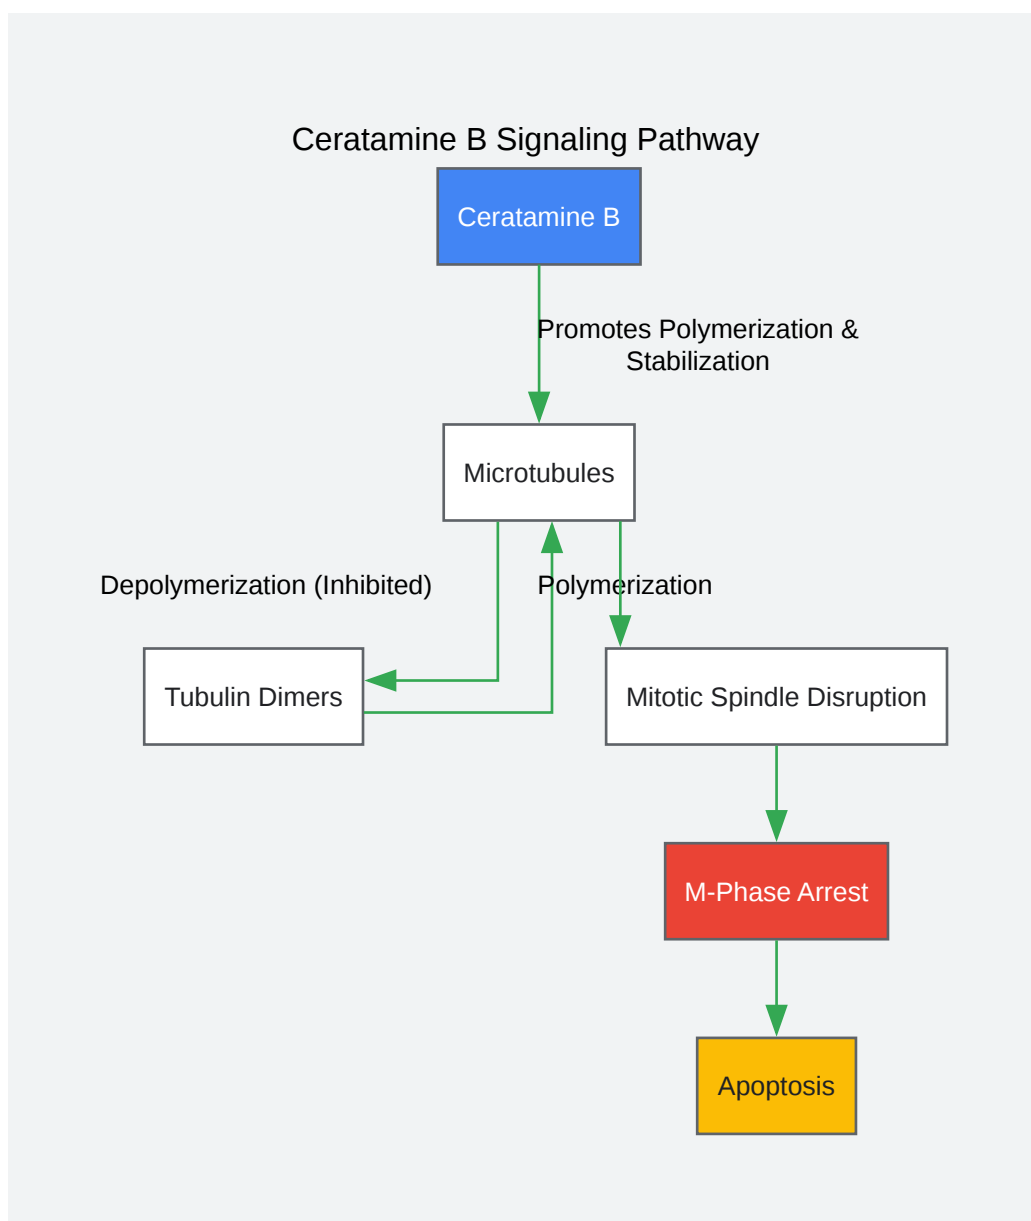 Ceratamine B Signaling Pathway
Ceratamine B
Promotes Polymerization &
Stabilization
Microtubules
Depolymerization (Inhibited)
Polymerization
Tubulin Dimers
Mitotic Spindle Disruption
M-Phase Arrest
Apoptosis